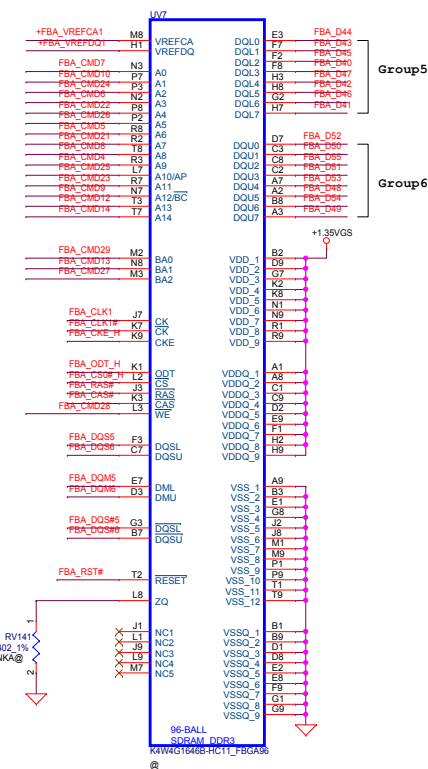 UV7
+FBA_VREFCA1 M8 VREFCA
+FBA_VREFDQ1 H1 VREFDQ
FBA_CMD7 N3 A0
FBA_CMD10 P7 A1
FBA_CMD24 P3 A2
FBA_CMD6 N2 A3
FBA_CMD22 P8 A4
FBA_CMD26 P2 A5
FBA_CMD5 R8 A6
FBA_CMD21 R2 A7
FBA_CMD8 T8 A8
FBA_CMD4 R3 A9
FBA_CMD25 L7 A10/AP
FBA_CMD23 R7 A11
FBA_CMD9 N7 A12/BC
FBA_CMD12 T3 A13
FBA_CMD14 T7 A14
FBA_CMD29 M2 BA0
FBA_CMD13 N8 BA1
FBA_CMD27 M3 BA2
FBA_CLK1 J7 CK
FBA_CLK1# K7 CK
FBA_CKE_H K9 CKE
FBA_ODT_H K1 ODT
FBA_CS0#_H L2 CS
FBA_RAS# J3 RAS
FBA_CAS# K3 CAS
FBA_CMD28 L3 WE
FBA_DQS5 F3 DQSL
FBA_DQS6 C7 DQSU
FBA_DQM5 E7 DML
FBA_DQM6 D3 DMU
FBA_DQS#5 G3 DQSL
FBA_DQS#6 B7 DQSU
FBA_RST# T2 RESET
L8 ZQ
1
RV141
402_1%
NKA@
2
J1 NC1
L1 NC2
J9 NC3
L9 NC4
M7 NC5
DQL0 E3 FBA_D44
DQL1 F7 FBA_D43
DQL2 F2 FBA_D45
DQL3 F8 FBA_D40
DQL4 H3
DQL5 H8 FBA_D42
DQL6 G2 FBA_D46
DQL7 H7 FBA_D41
Group5
DQU0 D7 FBA_D52
DQU1 C3 FBA_D50
DQU2 C8 FBA_D55
DQU3 C2 FBA_D51
DQU4 A7 FBA_D53
DQU5 A2 FBA_D48
DQU6 B8 FBA_D54
DQU7 A3 FBA_D49
Group6
+1.35VGS
VDD_1 B2
VDD_2 D9
VDD_3 G7
VDD_4 K2
VDD_5 K8
VDD_6 N1
VDD_7 N9
VDD_8 R1
VDD_9 R9
VDDQ_1 A1
VDDQ_2 A8
VDDQ_3 C1
VDDQ_4 C9
VDDQ_5 D2
VDDQ_6 E9
VDDQ_7 F1
VDDQ_8 H2
VDDQ_9 H9
VSS_1 A9
VSS_2 B3
VSS_3 E1
VSS_4 G8
VSS_5 J2
VSS_6 J8
VSS_7 M1
VSS_8 M9
VSS_9 P1
VSS_10 P9
VSS_11 T1
VSS_12 T9
VSSQ_1 B1
VSSQ_2 B9
VSSQ_3 D1
VSSQ_4 D8
VSSQ_5 E2
VSSQ_6 E8
VSSQ_7 F9
VSSQ_8 G1
VSSQ_9 G9
96-BALL
SDRAM_DDR3
K4W4G1646B-HC11_FBGA96
@